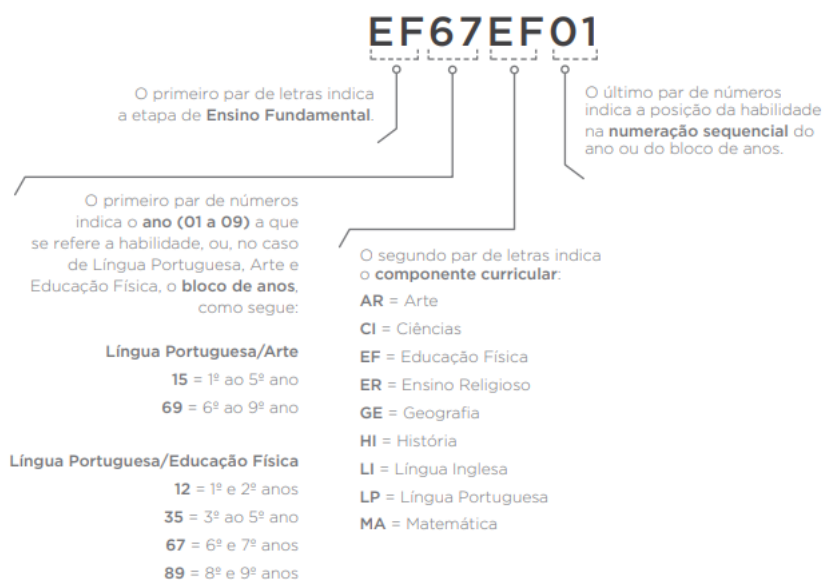 EF67EF01
O primeiro par de letras indica
a etapa de Ensino Fundamental.
O último par de números
indica a posição da habilidade
na numeração sequencial do
ano ou do bloco de anos.
O primeiro par de números
indica o ano (01 a 09) a que
se refere a habilidade, ou, no caso
de Língua Portuguesa, Arte e
Educação Física, o bloco de anos,
como segue:
Língua Portuguesa/Arte
15 = 1º ao 5º ano
69 = 6º ao 9º ano
Língua Portuguesa/Educação Física
12 = 1º e 2º anos
35 = 3º ao 5º ano
67 = 6º e 7º anos
89 = 8º e 9º anos
O segundo par de letras indica
o componente curricular:
AR = Arte
CI = Ciências
EF = Educação Física
ER = Ensino Religioso
GE = Geografia
HI = História
LI = Língua Inglesa
LP = Língua Portuguesa
MA = Matemática